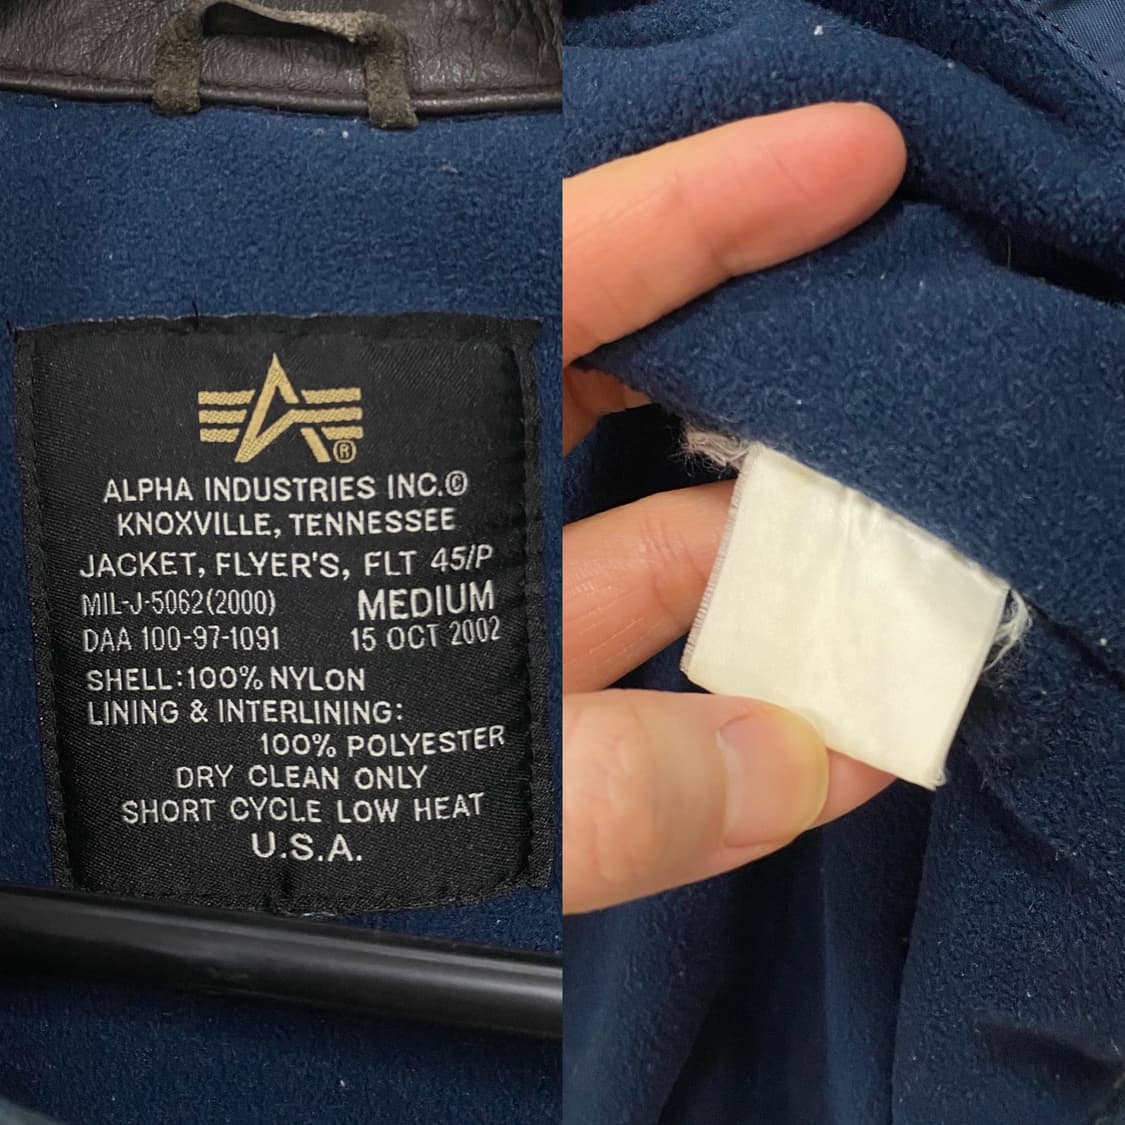 ALPHA INDUSTRIES INC.©
KNOXVILLE, TENNESSEE
JACKET, FLYER'S, FLT 45/P
MIL-J-5062(2000) MEDIUM
DAA 100-97-1091 15 OCT 2002
SHELL:100% NYLON
LINING & INTERLINING:
100% POLYESTER
DRY CLEAN ONLY
SHORT CYCLE LOW HEAT
U.S.A.